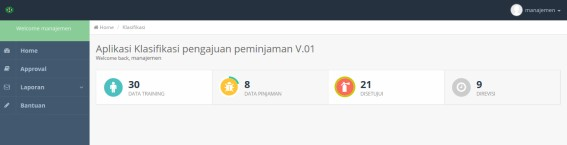 manajemen
Welcome manajemen
Home / Klasifikasi
Home
Approval
Laporan
Bantuan
Aplikasi Klasifikasi pengajuan peminjaman V.01
Welcome back, manajemen
30
DATA TRAINING
8
DATA PINJAMAN
21
DISETUJUI
9
DIREVISI